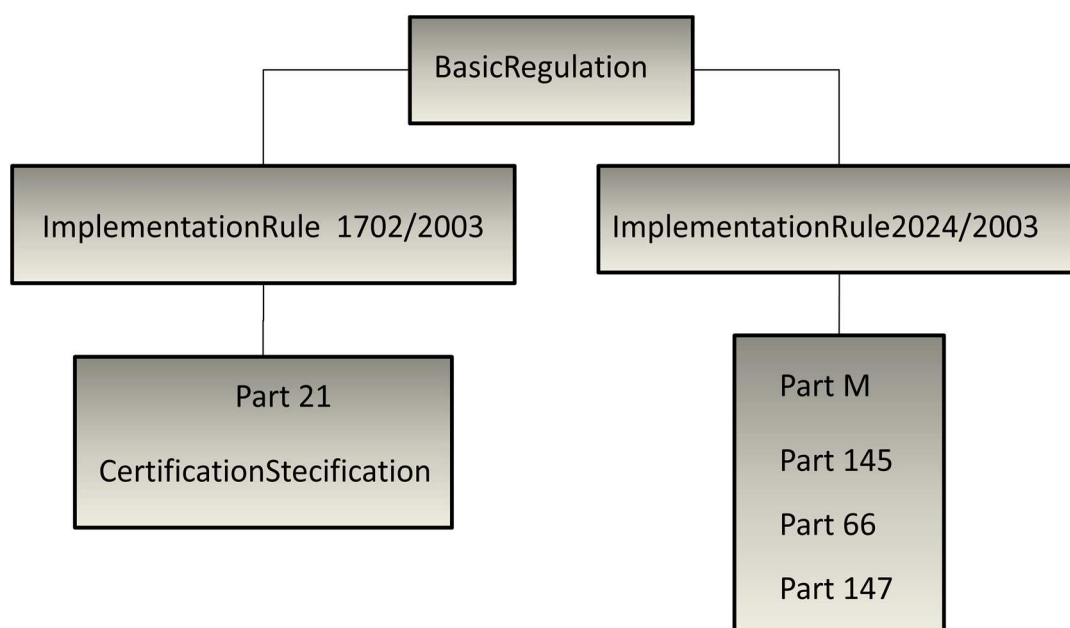 BasicRegulation
ImplementationRule 1702/2003
ImplementationRule2024/2003
Part 21
CertificationStecification
Part M
Part 145
Part 66
Part 147